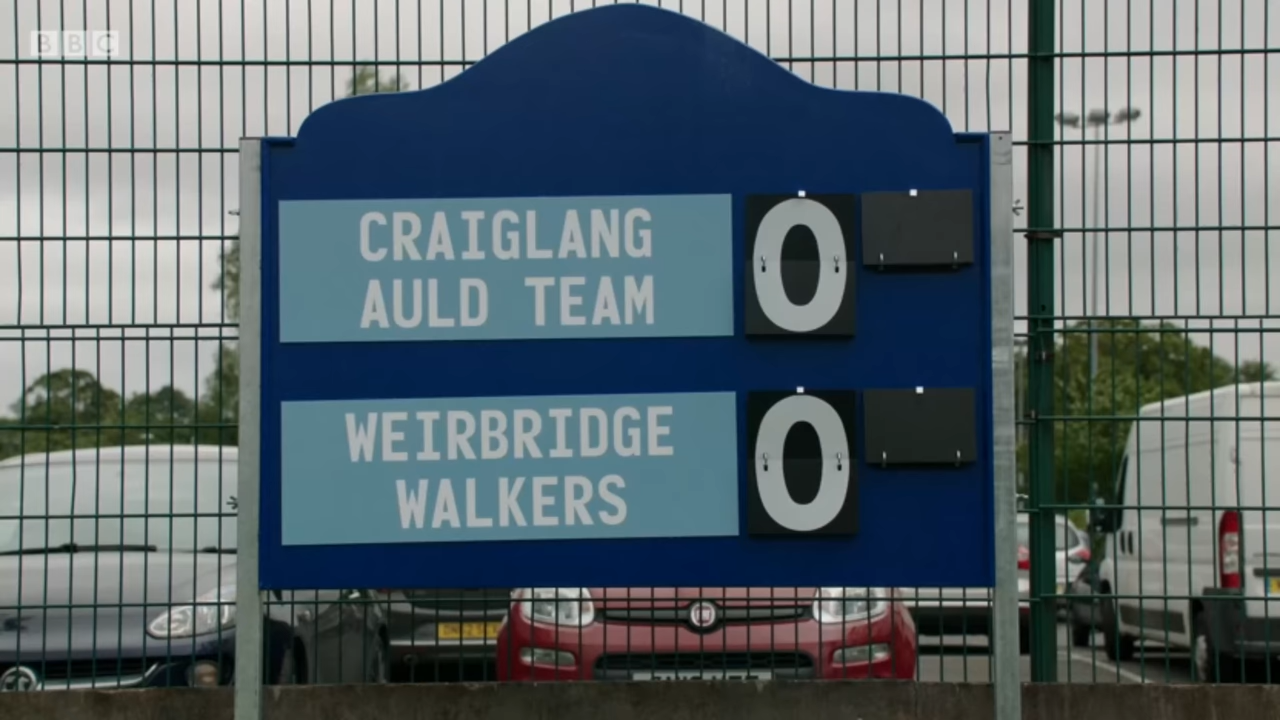 BBC
CRAIGLANG
AULD TEAM
0
WEIRBRIDGE
WALKERS
0